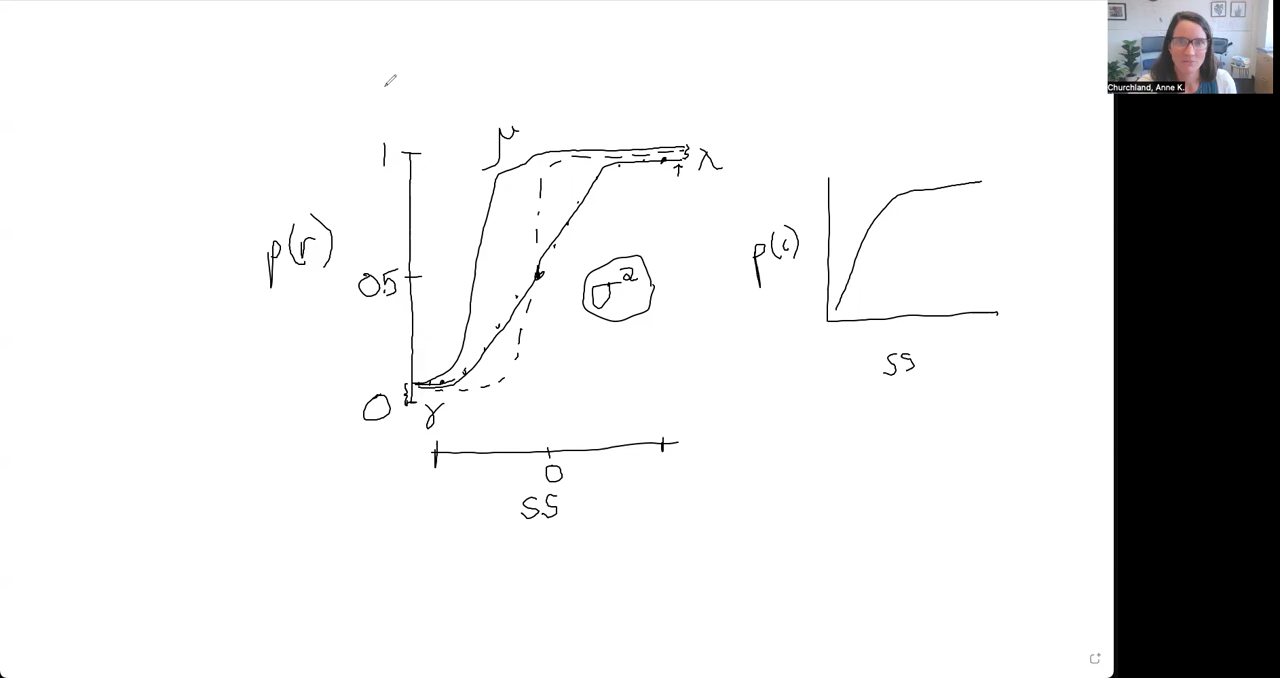 Churchland, Anne K.
μ
1
λ
p(r)
p(c)
0.5
σ²
SS
0
γ
0
SS